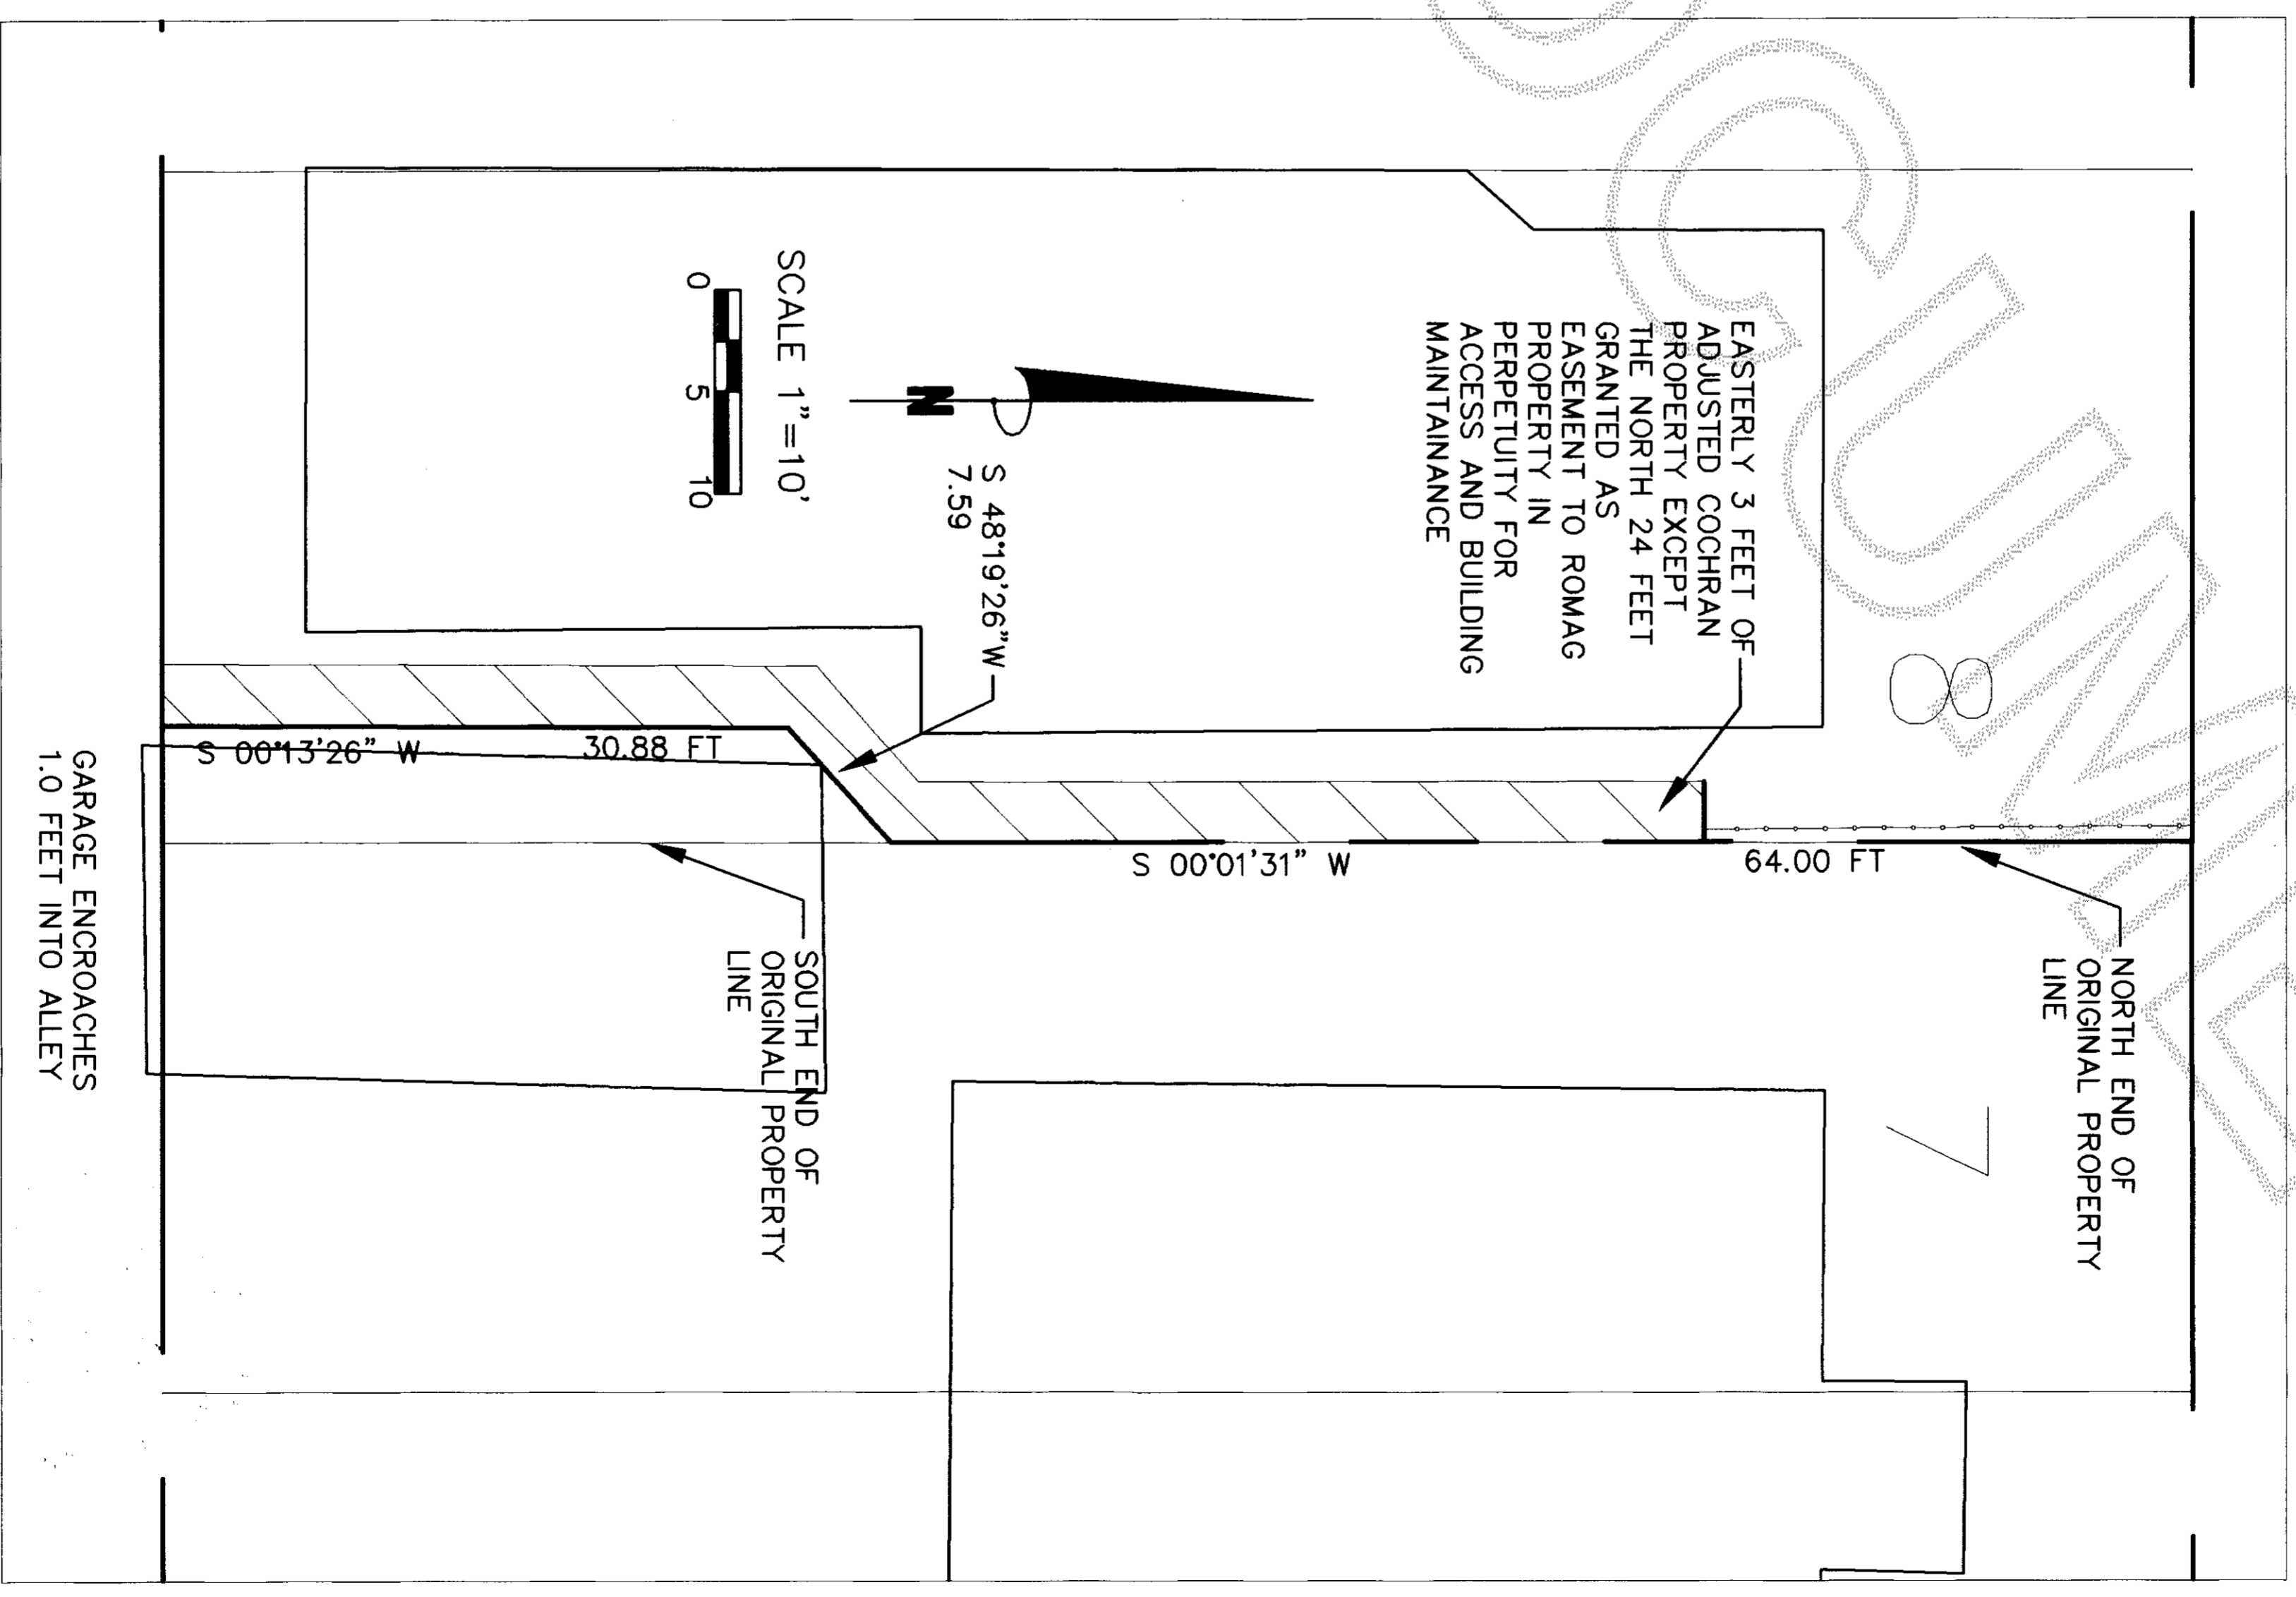 NORTH END OF
ORIGINAL PROPERTY
LINE
8
7
EASTERLY 3 FEET OF
ADJUSTED COCHRAN
PROPERTY EXCEPT
THE NORTH 24 FEET
GRANTED AS
EASEMENT TO ROMAG
PROPERTY IN
PERPETUITY FOR
ACCESS AND BUILDING
MAINTAINANCE
64.00 FT
S 00°01'31" W
N
S 48°19'26"W
7.59
SCALE 1"=10'
0 5 10
SOUTH END OF
ORIGINAL PROPERTY
LINE
30.88 FT
S 00°13'26" W
GARAGE ENCROACHES
1.0 FEET INTO ALLEY